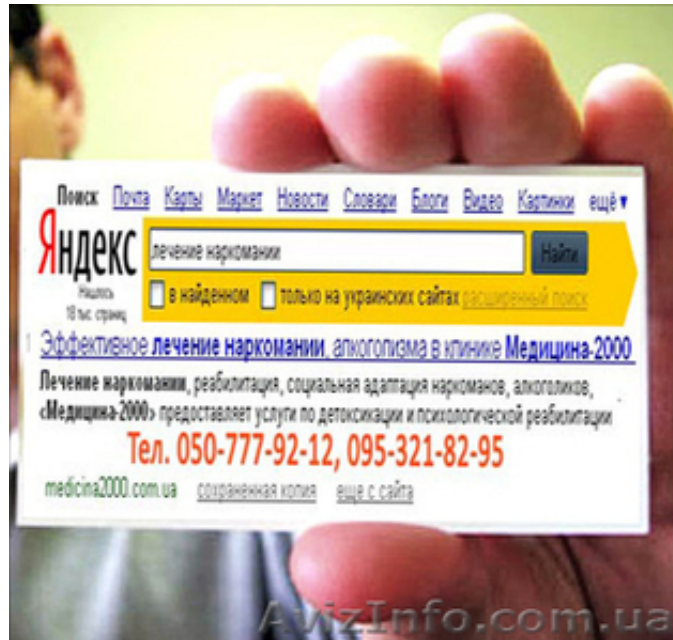 Поиск Почта Карты Маркет Новости Словари Блоги Видео Картинки ещё▼
Яндекс
лечение наркомании Найти
Нашлось
18 тыс. страниц
в найденном только на украинских сайтах расширенный поиск
1 Эффективное лечение наркомании, алкоголизма в клинике Медицина-2000
Лечение наркомании, реабилитация, социальная адаптация наркоманов, алкоголиков,
«Медицина-2000» предоставляет услуги по детоксикации и психологической реабилитации
Тел. 050-777-92-12, 095-321-82-95
medicina2000.com.ua сохраненная копия еще с сайта
AvizInfo.com.ua